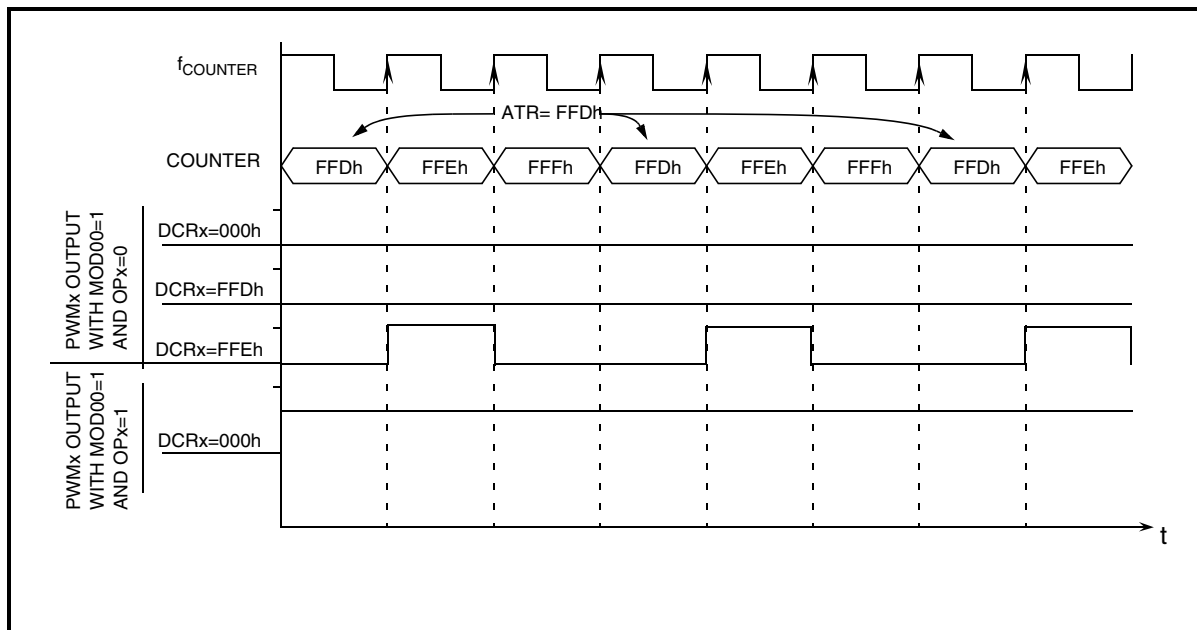 fCOUNTER
ATR= FFDh
COUNTER
FFDh FFEh FFFh FFDh FFEh FFFh FFDh FFEh
PWMx OUTPUT
WITH MOD00=1
AND OPx=0
DCRx=000h
DCRx=FFDh
DCRx=FFEh
PWMx OUTPUT
WITH MOD00=1
AND OPx=1
DCRx=000h
t